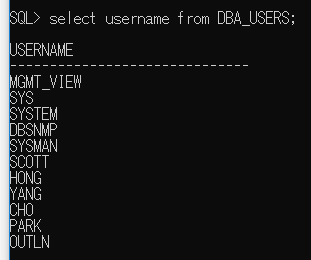 SQL> select username from DBA_USERS;
USERNAME
------------------------------
MGMT_VIEW
SYS
SYSTEM
DBSNMP
SYSMAN
SCOTT
HONG
YANG
CHO
PARK
OUTLN